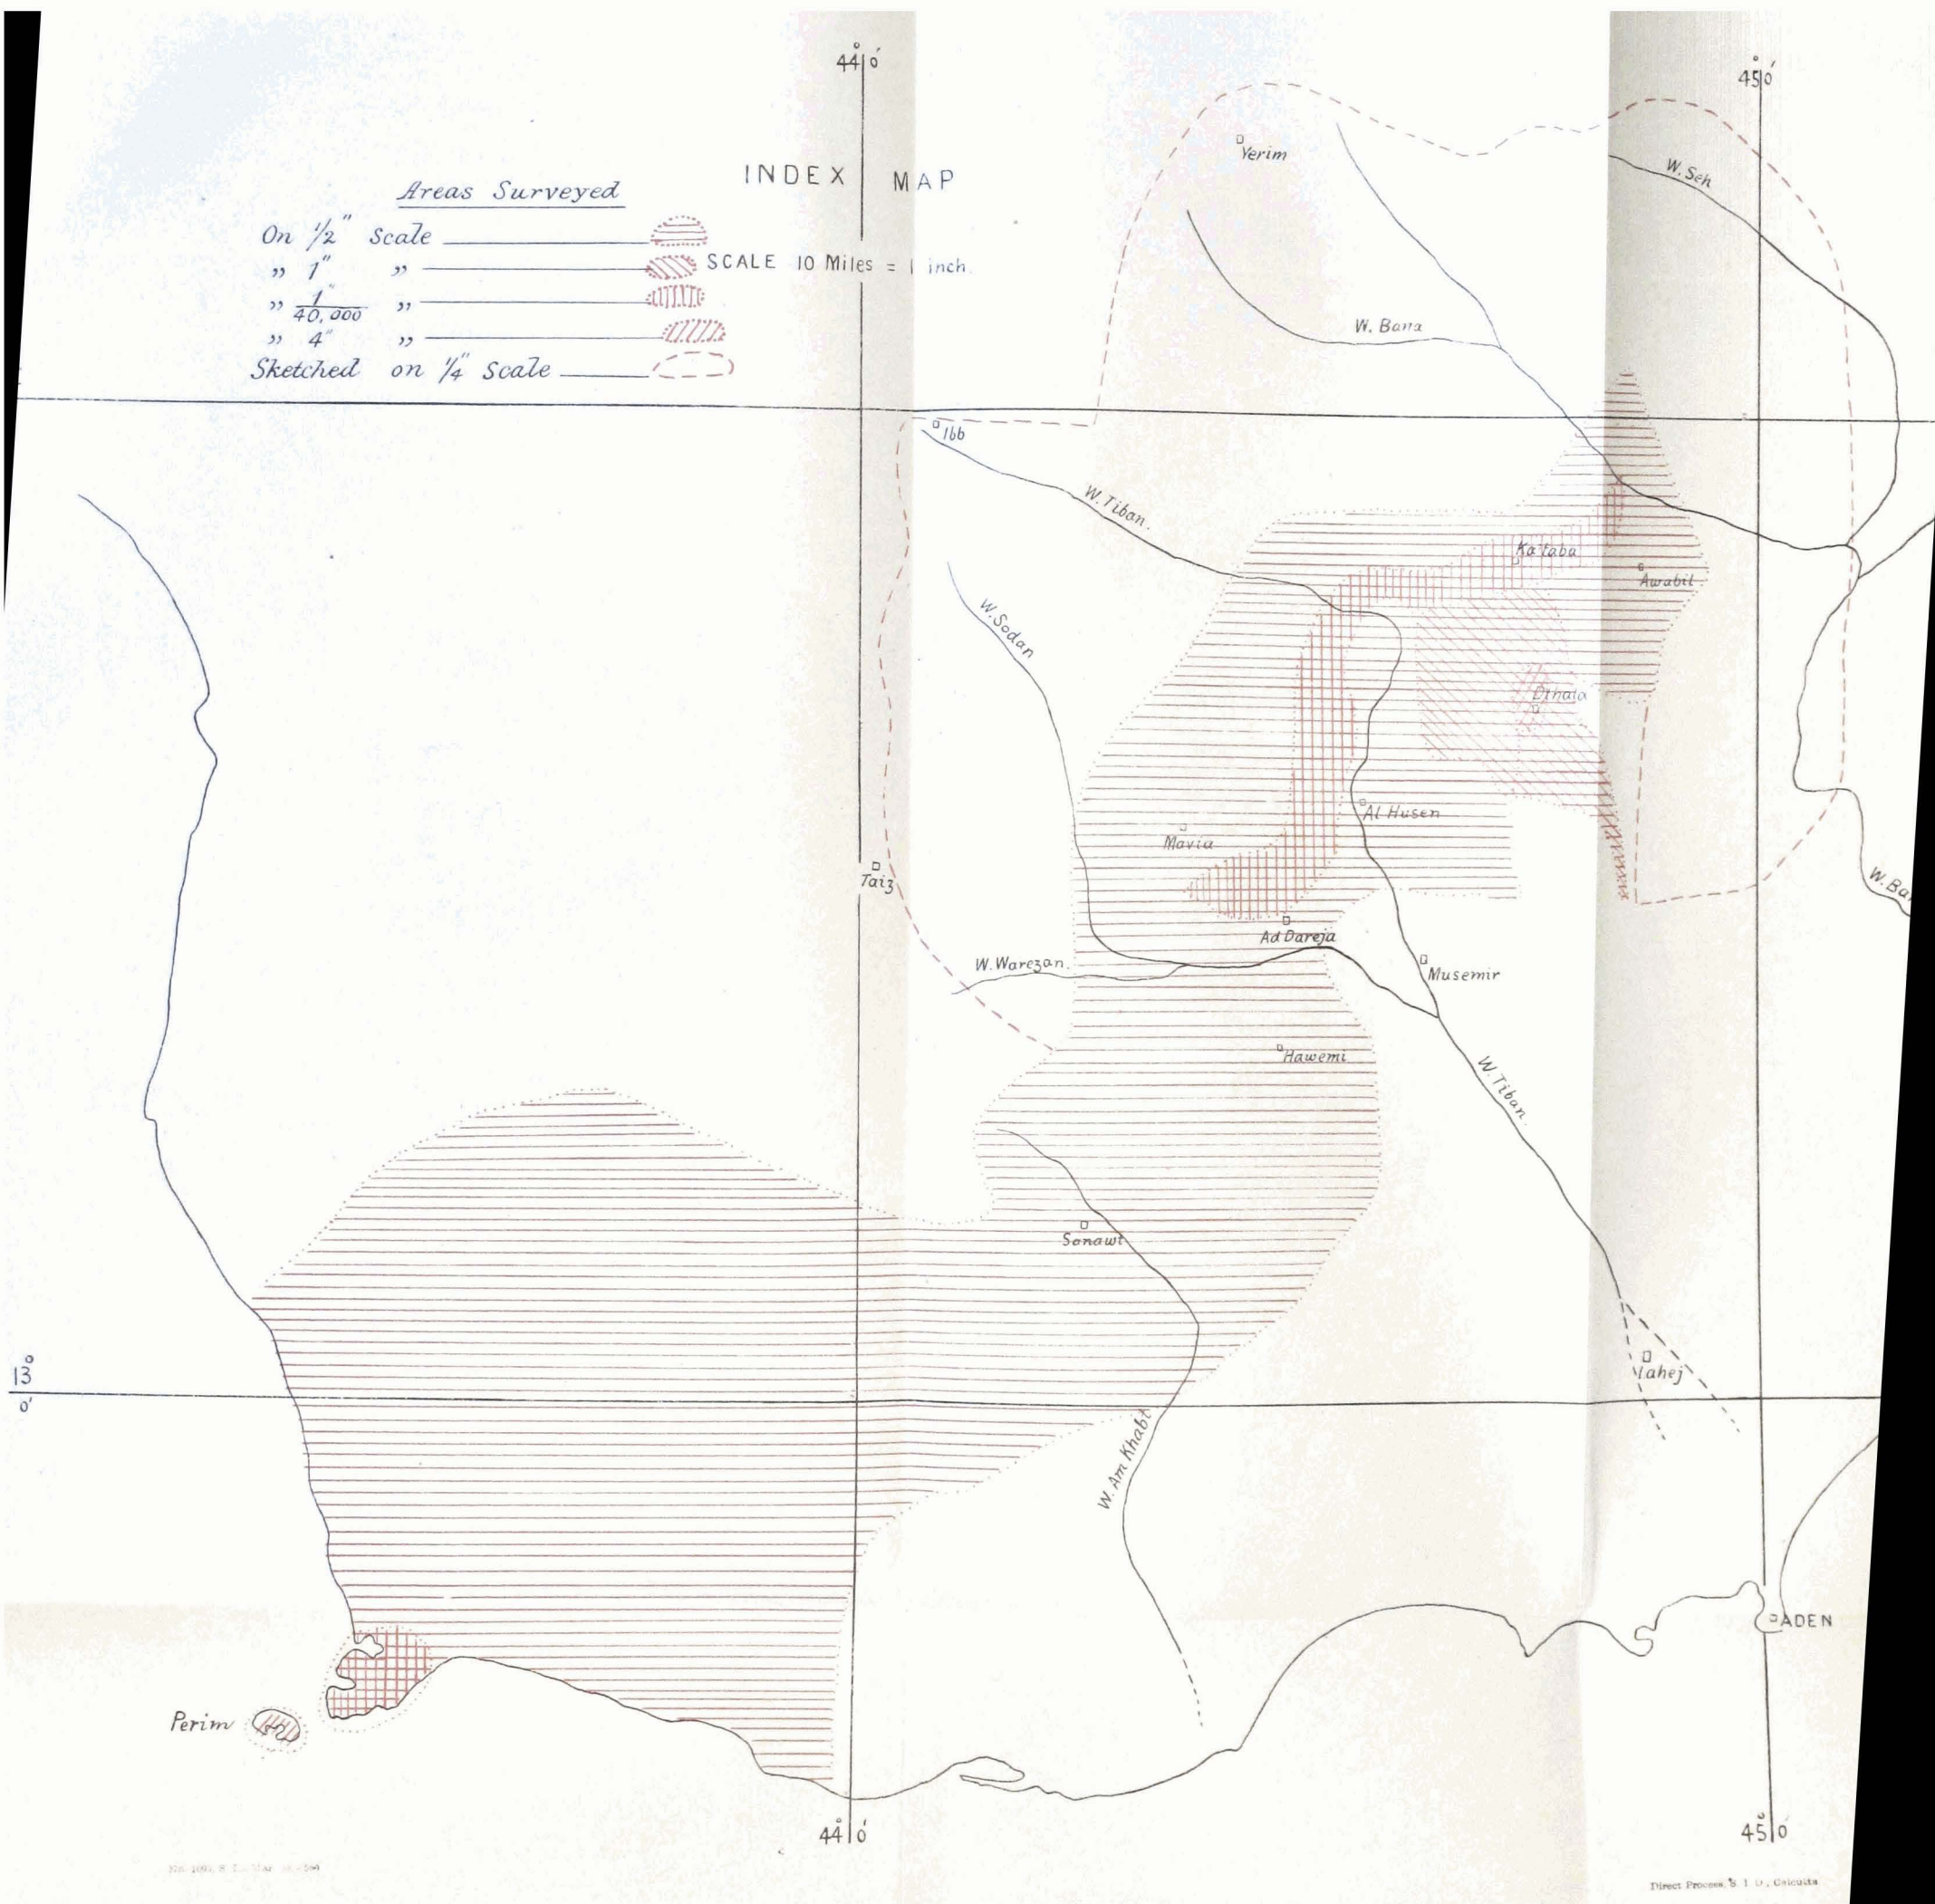 44° 0′
45° 0′
INDEX MAP
SCALE 10 Miles = 1 inch.
Areas Surveyed
On 1/2" Scale
" 1" "
" 1"/40,000 "
" 4" "
Sketched on 1/4" Scale
Yerim
W. Seh
W. Bana
Ibb
W. Tiban.
Ka'taba
Awabil
W. Sodan
Dthala
Al Husen
Mavia
Taiz
W. Ba
Ad Dareja
W. Warezan.
Musemir
Hawemi
W. Tiban.
Sonawi
Lahej
13° 0′
W. Am Khabt
ADEN
Perim
44° 0′
45° 0′
Direct Process, S. I. O., Calcutta